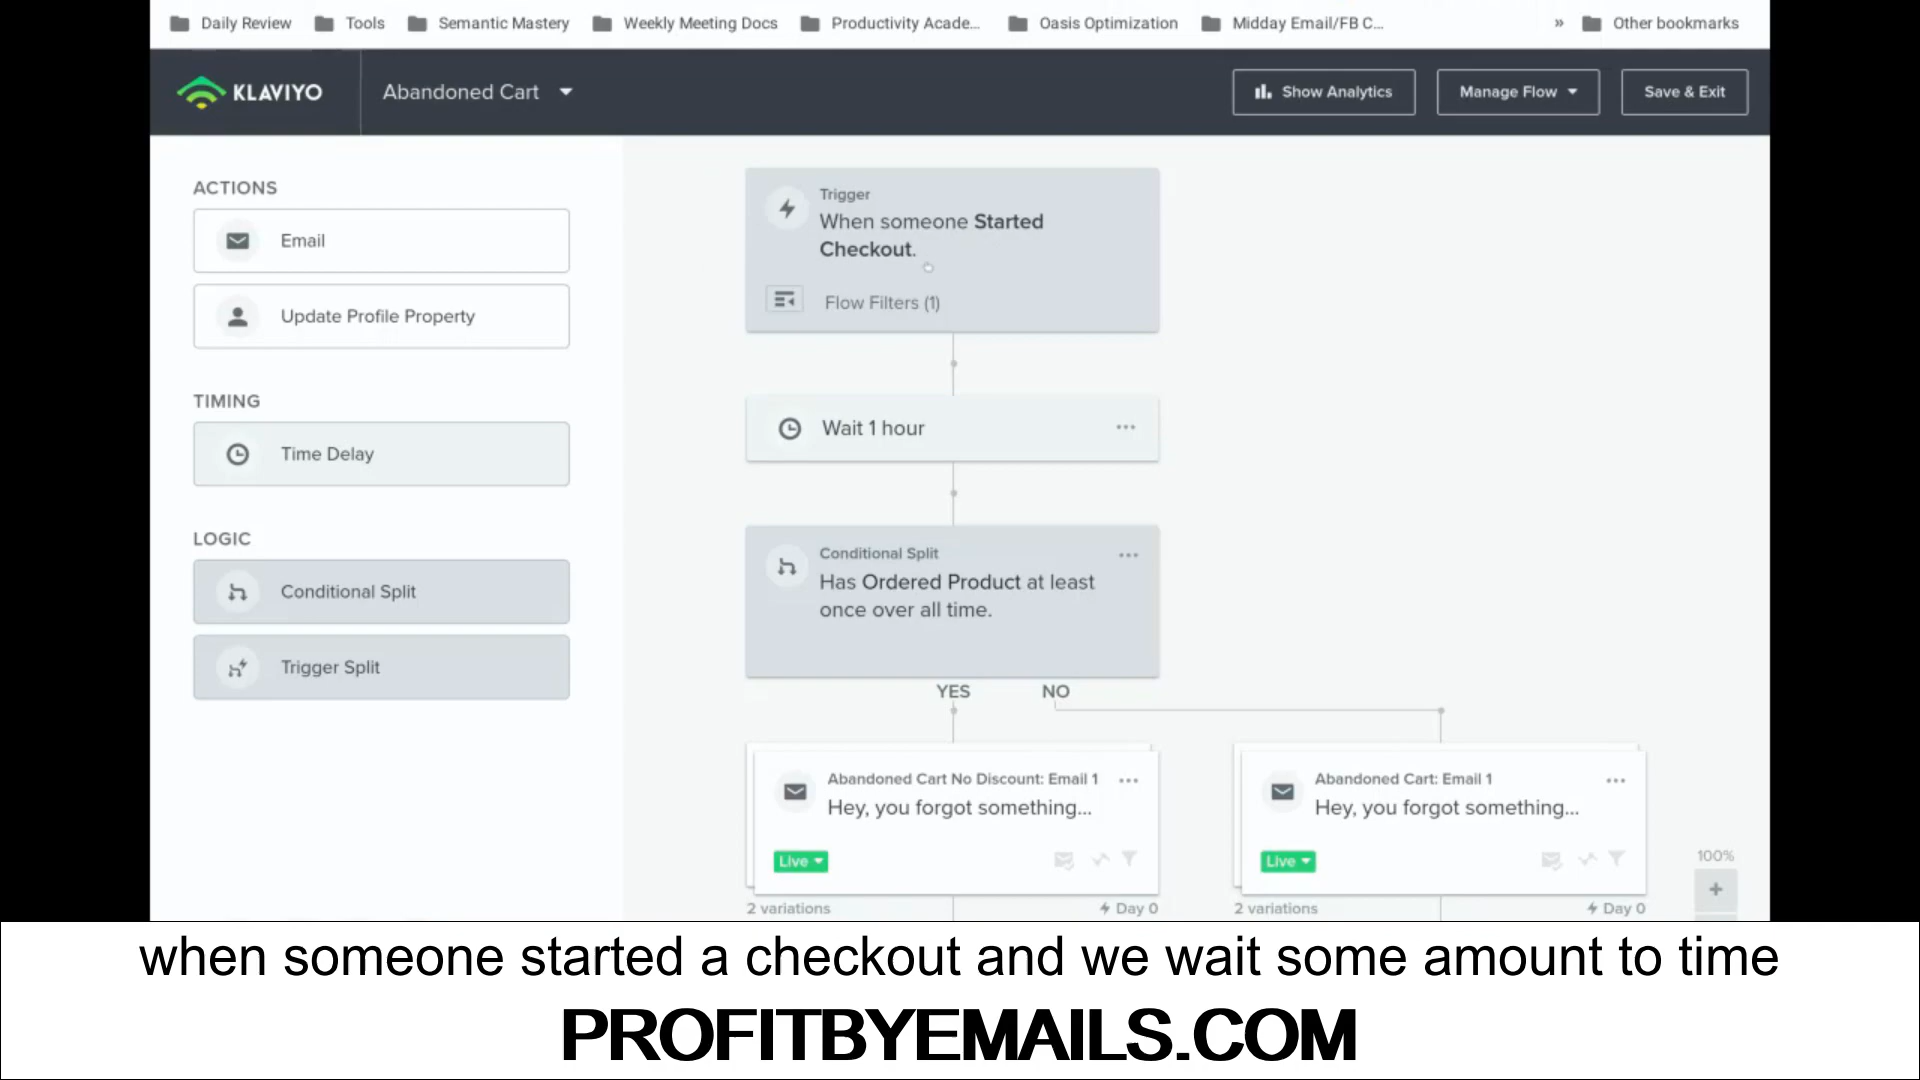 Daily Review Tools Semantic Mastery Weekly Meeting Docs Productivity Acade... Oasis Optimization Midday Email/FB C... » Other bookmarks
KLAVIYO Abandoned Cart Show Analytics Manage Flow Save & Exit
ACTIONS
Email
Update Profile Property
TIMING
Time Delay
LOGIC
Conditional Split
Trigger Split
Trigger
When someone Started
Checkout.
Flow Filters (1)
Wait 1 hour
Conditional Split
Has Ordered Product at least
once over all time.
YES NO
Abandoned Cart No Discount: Email 1
Hey, you forgot something...
Live
2 variations Day 0
Abandoned Cart: Email 1
Hey, you forgot something...
Live
2 variations Day 0
100%
+
when someone started a checkout and we wait some amount to time
PROFITBYEMAILS.COM